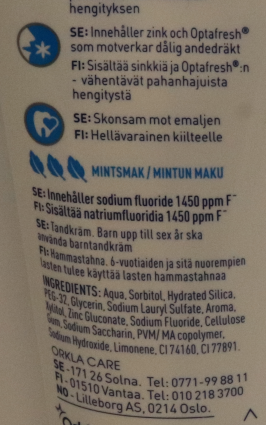 hengityksen
SE: Innehåller zink och Optafresh®
som motverkar dålig andedräkt
FI: Sisältää sinkkiä ja Optafresh®:n
- vähentävät pahanhajuista
hengitystä
SE: Skonsam mot emaljen
FI: Hellävarainen kiilteelle
MINTSMAK/MINTUN MAKU
SE: Innehåller sodium fluoride 1450 ppm F⁻
FI: Sisältää natriumfluoridia 1450 ppm F⁻
SE: Tandkräm. Barn upp till sex år ska
använda barntandkräm
FI: Hammastahna. 6-vuotiaiden ja sitä nuorempien
lasten tulee käyttää lasten hammastahnaa
INGREDIENTS: Aqua, Sorbitol, Hydrated Silica,
PEG-32, Glycerin, Sodium Lauryl Sulfate, Aroma,
Xylitol, Zinc Gluconate, Sodium Fluoride, Cellulose
Gum, Sodium Saccharin, PVM/ MA copolymer,
Sodium Hydroxide, Limonene, CI 74160, CI 77891.
ORKLA CARE
SE -171 26 Solna. Tel: 0771-99 88 11
FI - 01510 Vantaa. Tel: 010 218 3700
NO - Lilleborg AS, 0214 Oslo.